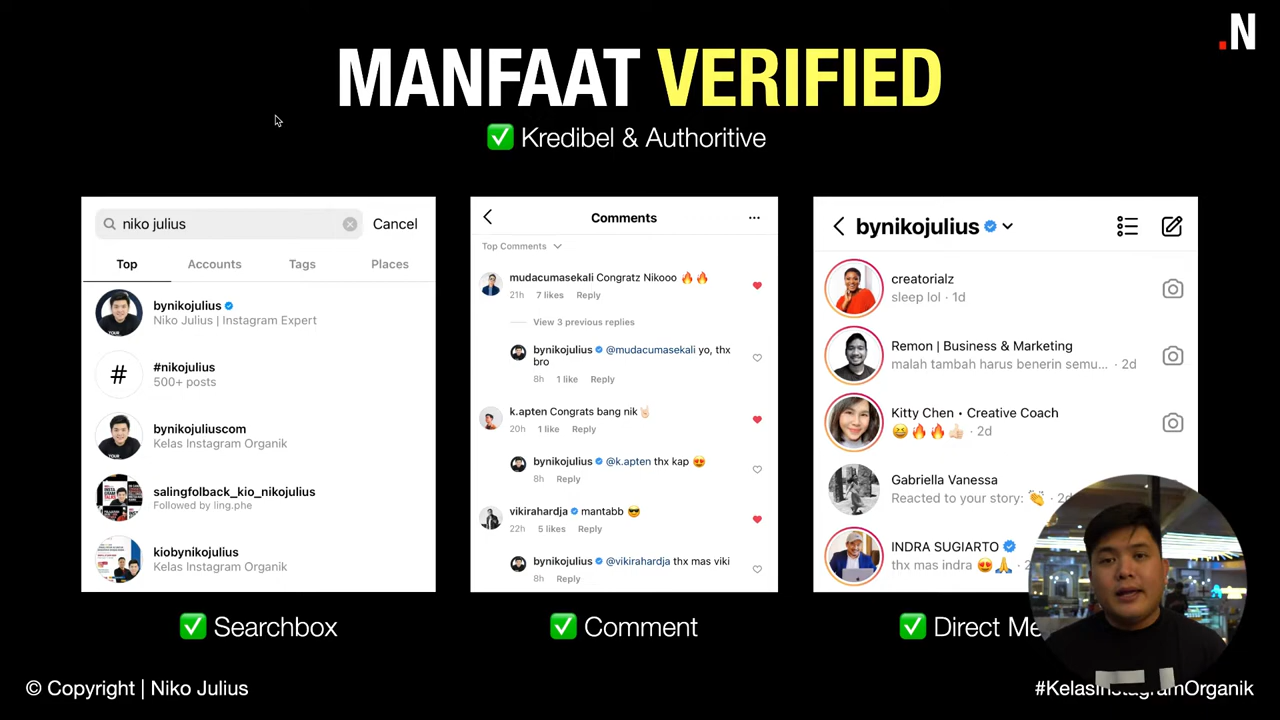 .N
MANFAAT VERIFIED
✅ Kredibel & Authoritive
niko julius
Cancel
Top Accounts Tags Places
bynikojulius
Niko Julius | Instagram Expert
#
#nikojulius
500+ posts
bynikojuliuscom
Kelas Instagram Organik
salingfolback_kio_nikojulius
Followed by ling.phe
kiobynikojulius
Kelas Instagram Organik
✅ Searchbox
Comments
Top Comments
mudacumasekali Congratz Nikooo 🔥🔥
21h 7 likes Reply
View 3 previous replies
bynikojulius @mudacumasekali yo, thx
bro
8h 1 like Reply
k.apten Congrats bang nik🤘🏻
20h 1 like Reply
bynikojulius @k.apten thx kap 😍
8h Reply
vikirahardja mantabb 😎
22h 5 likes Reply
bynikojulius @vikirahardja thx mas viki
8h Reply
✅ Comment
bynikojulius
creatorialz
sleep lol · 1d
Remon | Business & Marketing
malah tambah harus benerin semu... · 2d
Kitty Chen • Creative Coach
😆🔥🔥👍🏻 · 2d
Gabriella Vanessa
Reacted to your story: 👏 · 2d
INDRA SUGIARTO
thx mas indra 😍🙏
✅ Direct
© Copyright | Niko Julius
#KelasInstagramOrganik